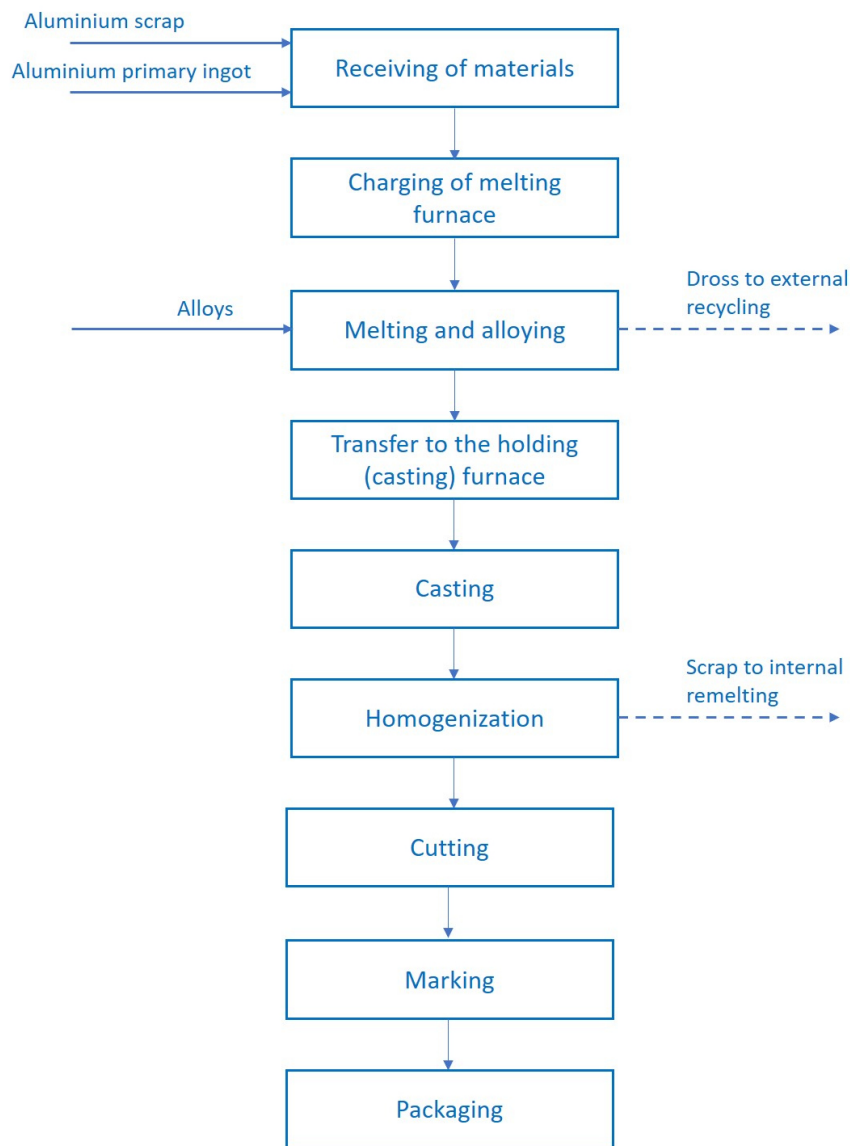 Aluminium scrap
Aluminium primary ingot
Receiving of materials
Charging of melting
furnace
Alloys
Melting and alloying
Dross to external
recycling
Transfer to the holding
(casting) furnace
Casting
Homogenization
Scrap to internal
remelting
Cutting
Marking
Packaging